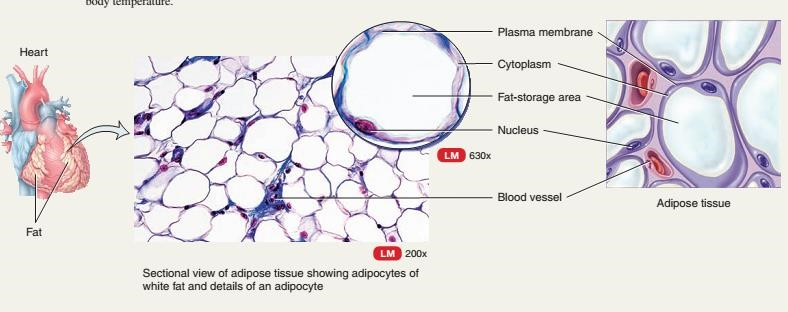 body temperature.
Heart
Fat
Plasma membrane
Cytoplasm
Fat-storage area
Nucleus
LM 630x
Blood vessel
LM 200x
Adipose tissue
Sectional view of adipose tissue showing adipocytes of
white fat and details of an adipocyte